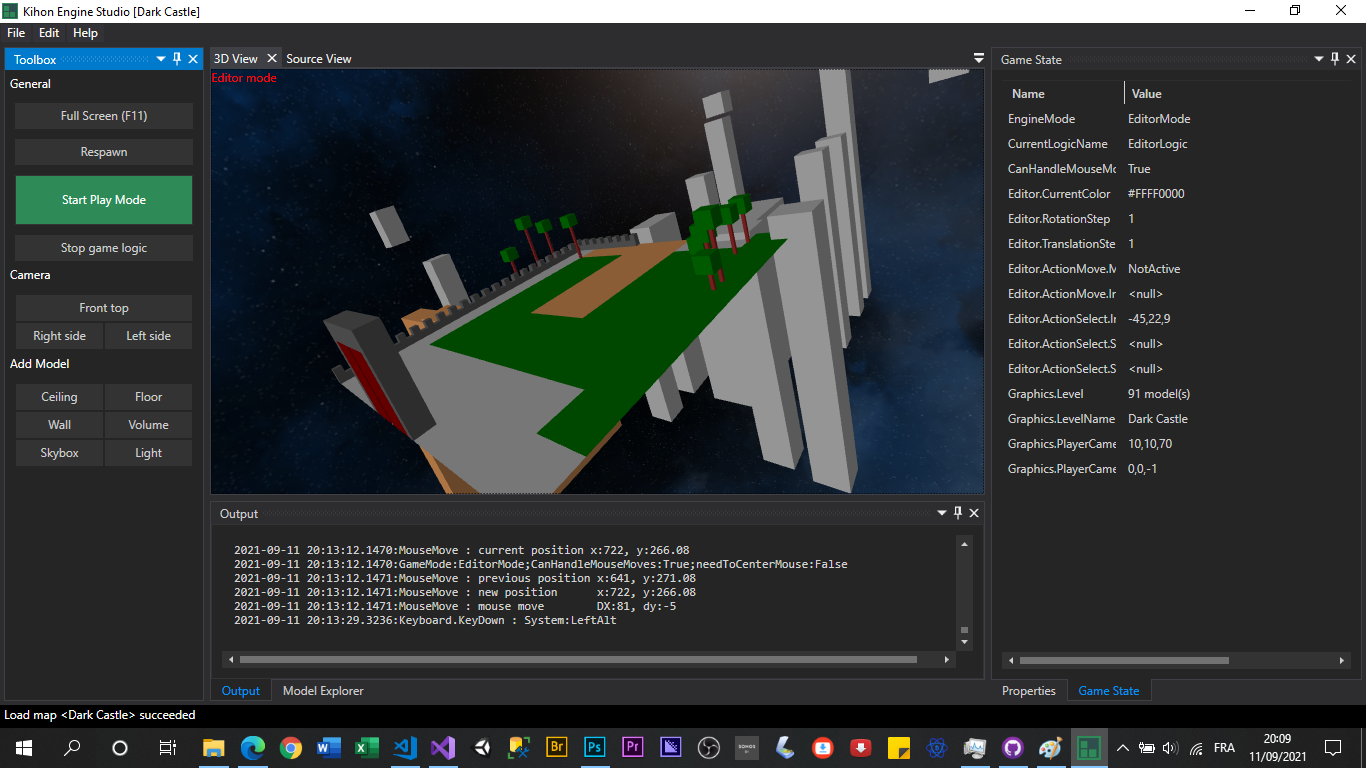 Kihon Engine Studio [Dark Castle]
File Edit Help
Toolbox
General
Full Screen (F11)
Respawn
Start Play Mode
Stop game logic
Camera
Front top
Right side Left side
Add Model
Ceiling Floor
Wall Volume
Skybox Light
3D View Source View
Editor mode
Output
2021-09-11 20:13:12.1470:MouseMove : current position x:722, y:266.08
2021-09-11 20:13:12.1470:GameMode:EditorMode;CanHandleMouseMoves:True;needToCenterMouse:False
2021-09-11 20:13:12.1471:MouseMove : previous position x:641, y:271.08
2021-09-11 20:13:12.1471:MouseMove : new position x:722, y:266.08
2021-09-11 20:13:12.1471:MouseMove : mouse move DX:81, dy:-5
2021-09-11 20:13:29.3236:Keyboard.KeyDown : System:LeftAlt
Output Model Explorer
Game State
Name Value
EngineMode EditorMode
CurrentLogicName EditorLogic
CanHandleMouseMo True
Editor.CurrentColor #FFFF0000
Editor.RotationStep 1
Editor.TranslationSte 1
Editor.ActionMove.M NotActive
Editor.ActionMove.Ir <null>
Editor.ActionSelect.Ir -45,22,9
Editor.ActionSelect.S <null>
Editor.ActionSelect.S <null>
Graphics.Level 91 model(s)
Graphics.LevelName Dark Castle
Graphics.PlayerCame 10,10,70
Graphics.PlayerCame 0,0,-1
Properties Game State
Load map <Dark Castle> succeeded
Br Ps Pr
SONOS
FRA
20:09
11/09/2021